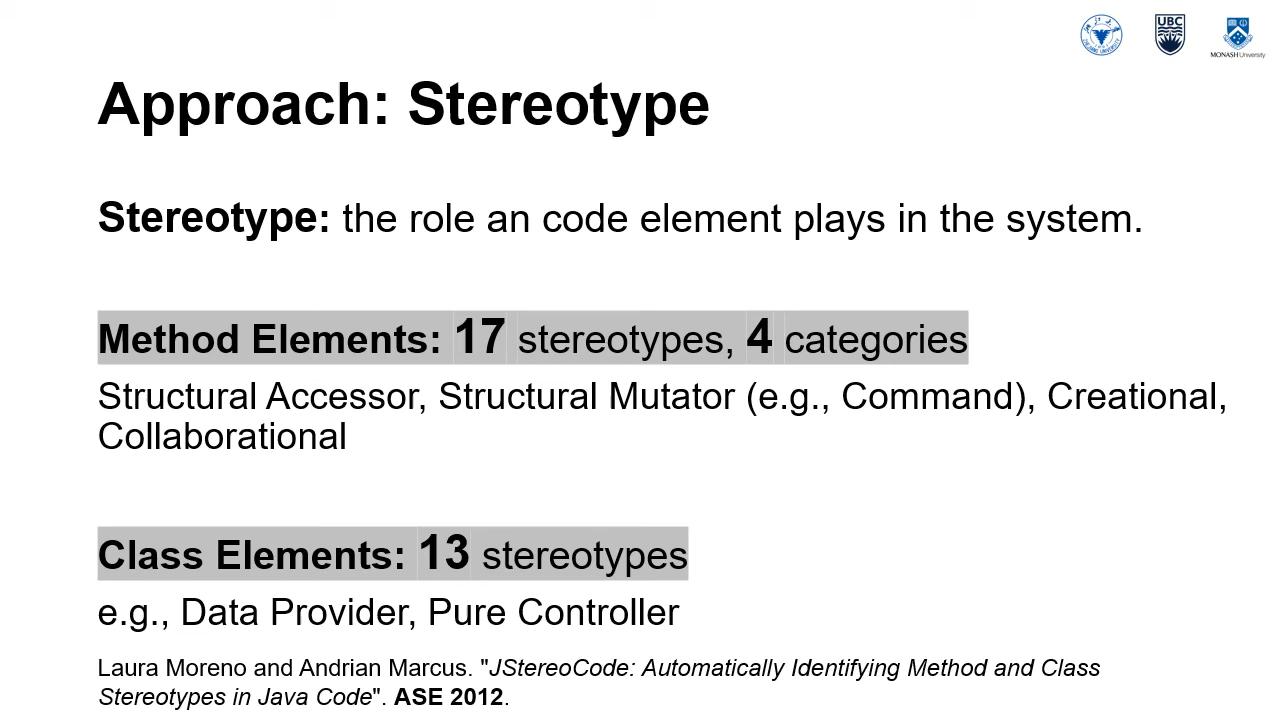 UBC
MONASH University
Approach: Stereotype
Stereotype: the role an code element plays in the system.
Method Elements: 17 stereotypes, 4 categories
Structural Accessor, Structural Mutator (e.g., Command), Creational,
Collaborational
Class Elements: 13 stereotypes
e.g., Data Provider, Pure Controller
Laura Moreno and Andrian Marcus. "JStereoCode: Automatically Identifying Method and Class
Stereotypes in Java Code". ASE 2012.